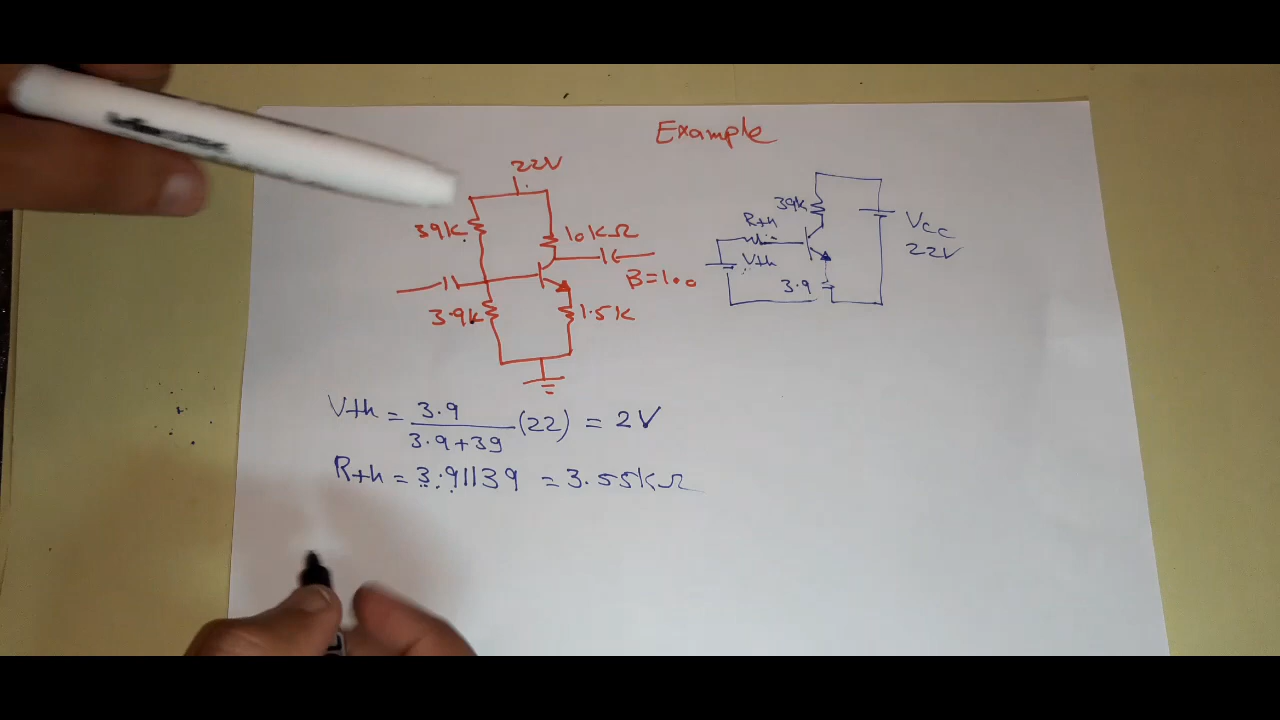 Example
22V
39k
10kΩ
B=100
3.9k
1.5k
39k
Rth
Vth
3.9
Vcc
22V
Vth = 3.9 / 3.9+39 (22) = 2V
Rth = 3.9||39 = 3.55kΩ